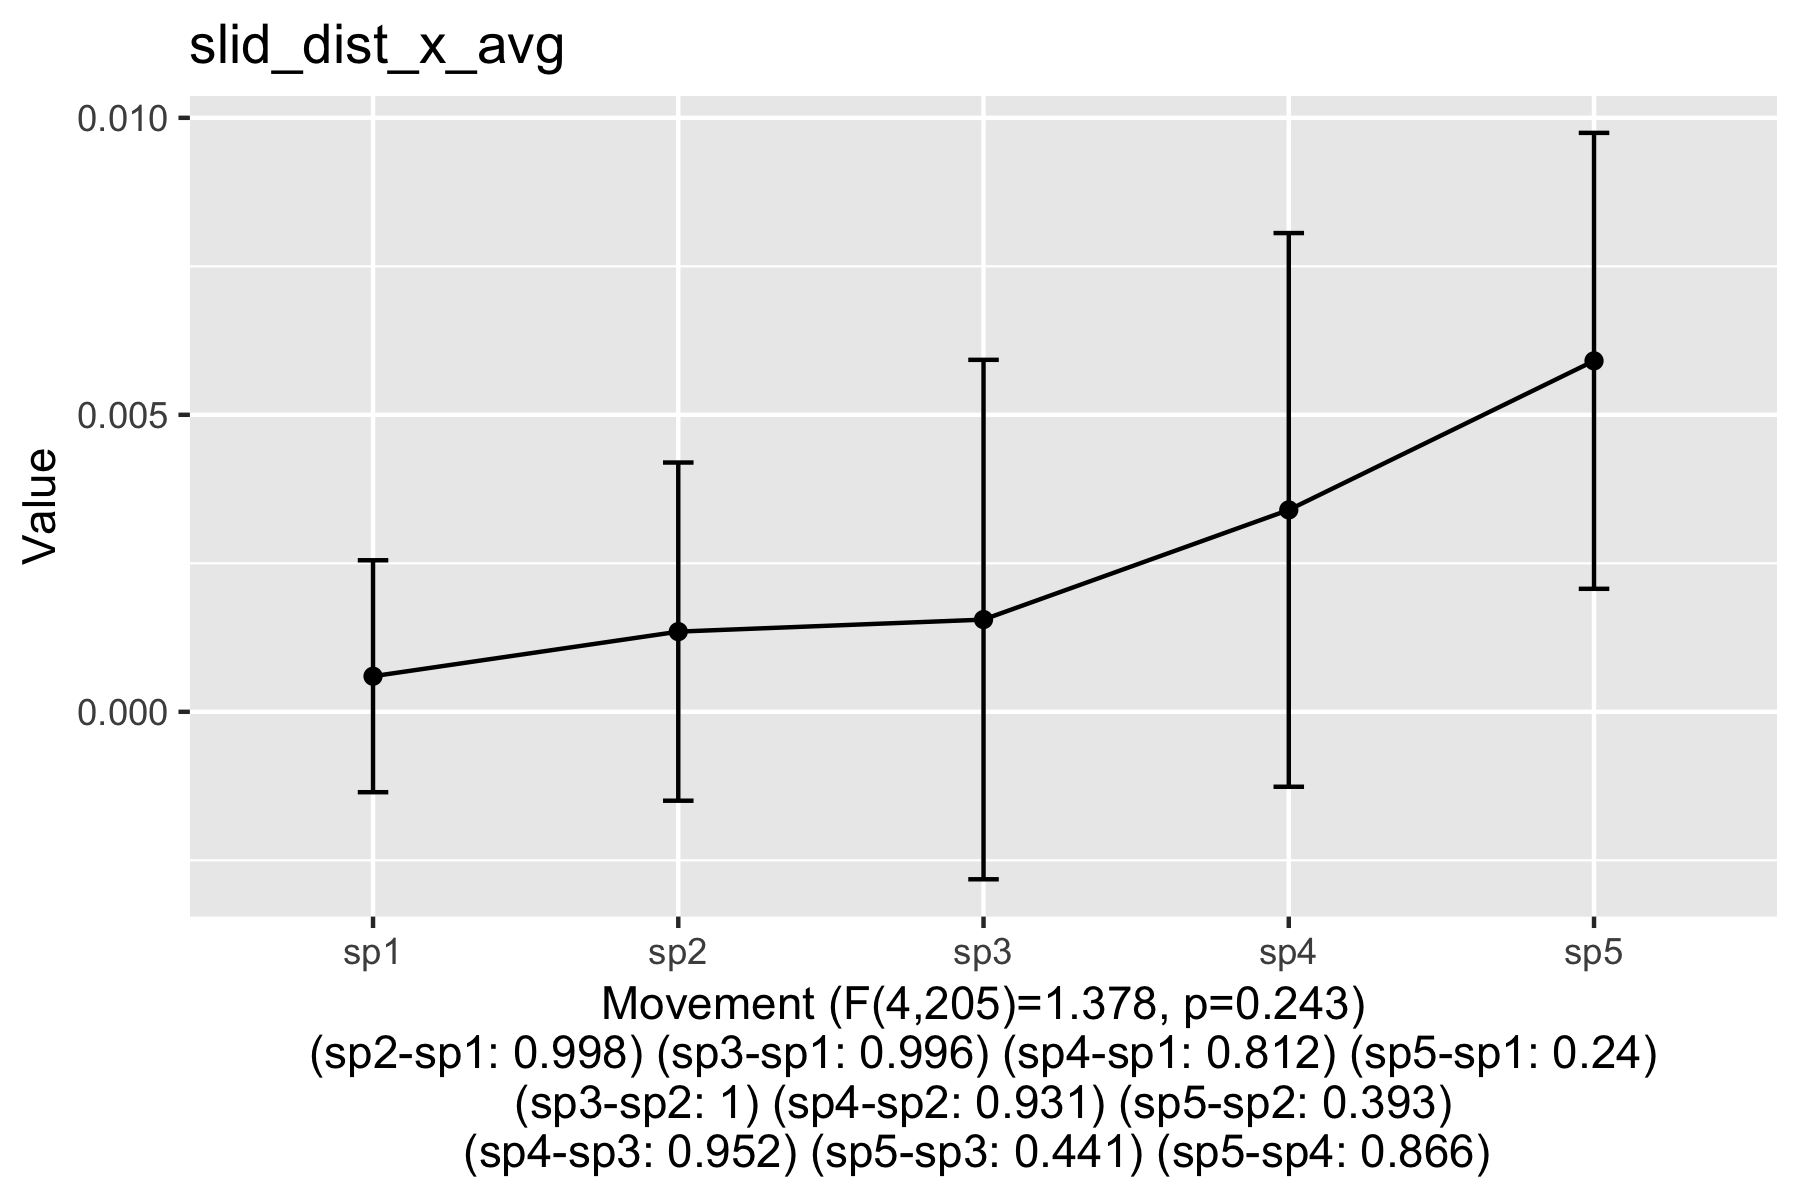 slid_dist_x_avg
0.010
0.005
0.000
Value
sp1 sp2 sp3 sp4 sp5
Movement (F(4,205)=1.378, p=0.243)
(sp2-sp1: 0.998) (sp3-sp1: 0.996) (sp4-sp1: 0.812) (sp5-sp1: 0.24)
(sp3-sp2: 1) (sp4-sp2: 0.931) (sp5-sp2: 0.393)
(sp4-sp3: 0.952) (sp5-sp3: 0.441) (sp5-sp4: 0.866)